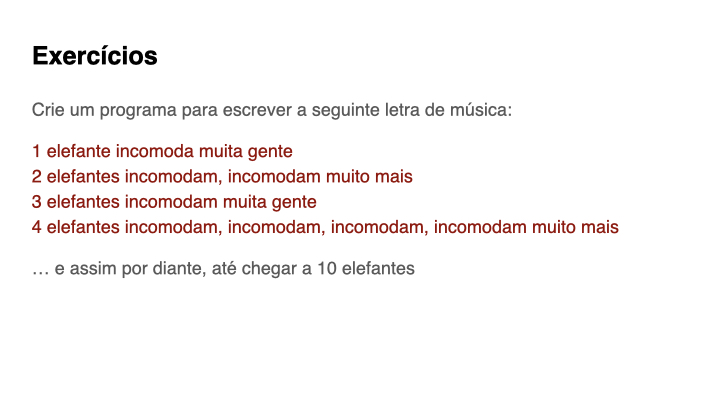 Exercícios
Crie um programa para escrever a seguinte letra de música:
1 elefante incomoda muita gente
2 elefantes incomodam, incomodam muito mais
3 elefantes incomodam muita gente
4 elefantes incomodam, incomodam, incomodam, incomodam muito mais
… e assim por diante, até chegar a 10 elefantes